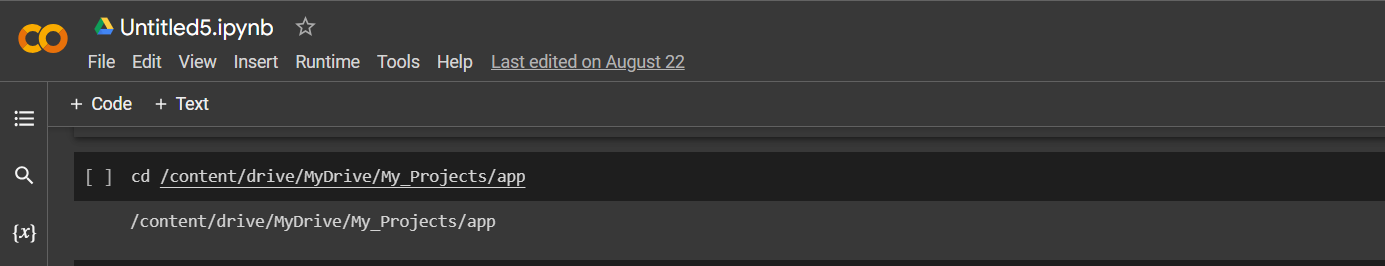 Untitled5.ipynb
File Edit View Insert Runtime Tools Help Last edited on August 22
+ Code + Text
[ ] cd /content/drive/MyDrive/My_Projects/app
/content/drive/MyDrive/My_Projects/app
{x}